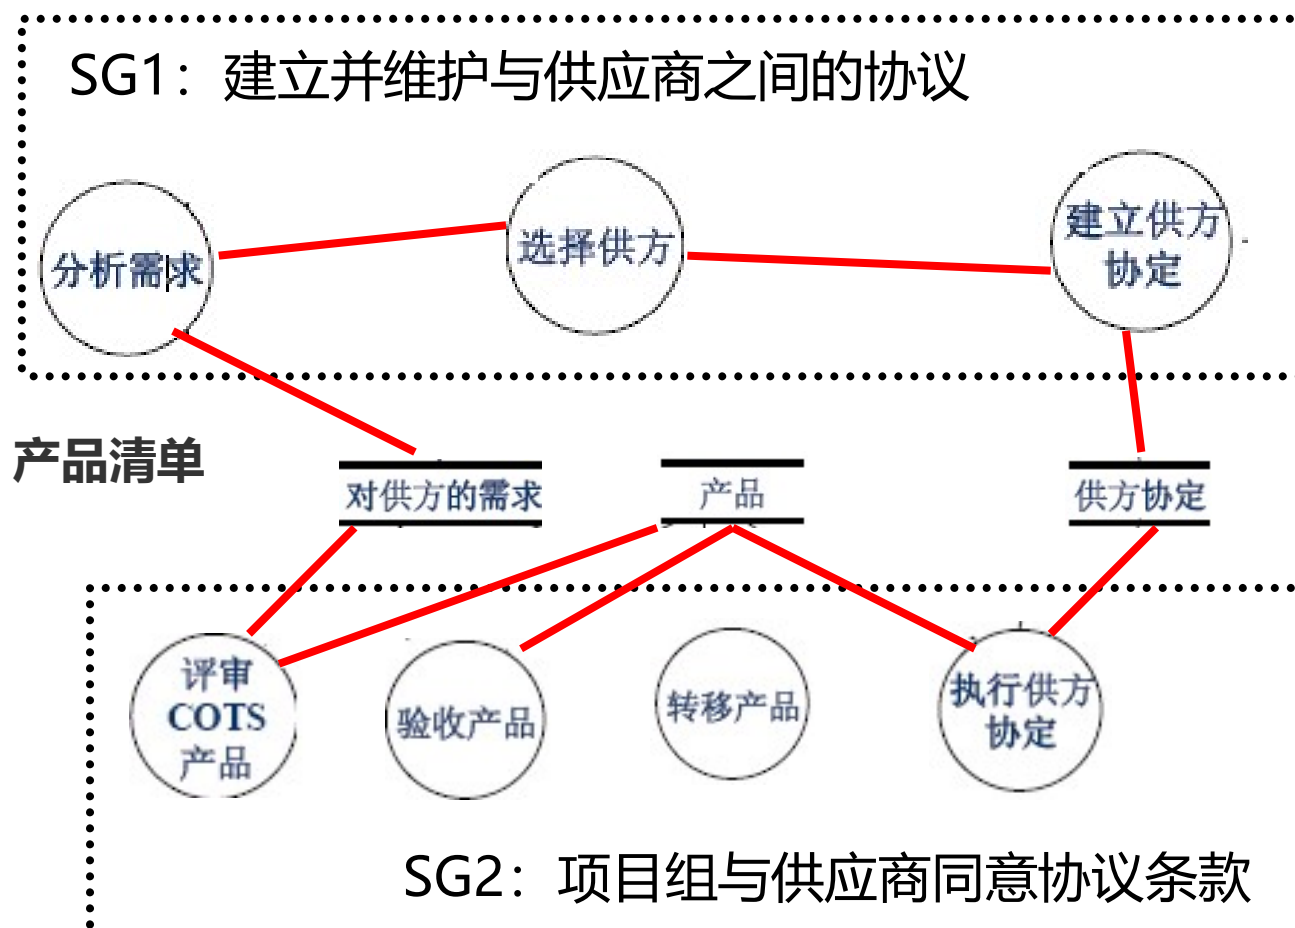 SG1：建立并维护与供应商之间的协议
分析需求
选择供方
建立供方
协定
产品清单
对供方的需求
产品
供方协定
评审
COTS
产品
验收产品
转移产品
执行供方
协定
SG2：项目组与供应商同意协议条款